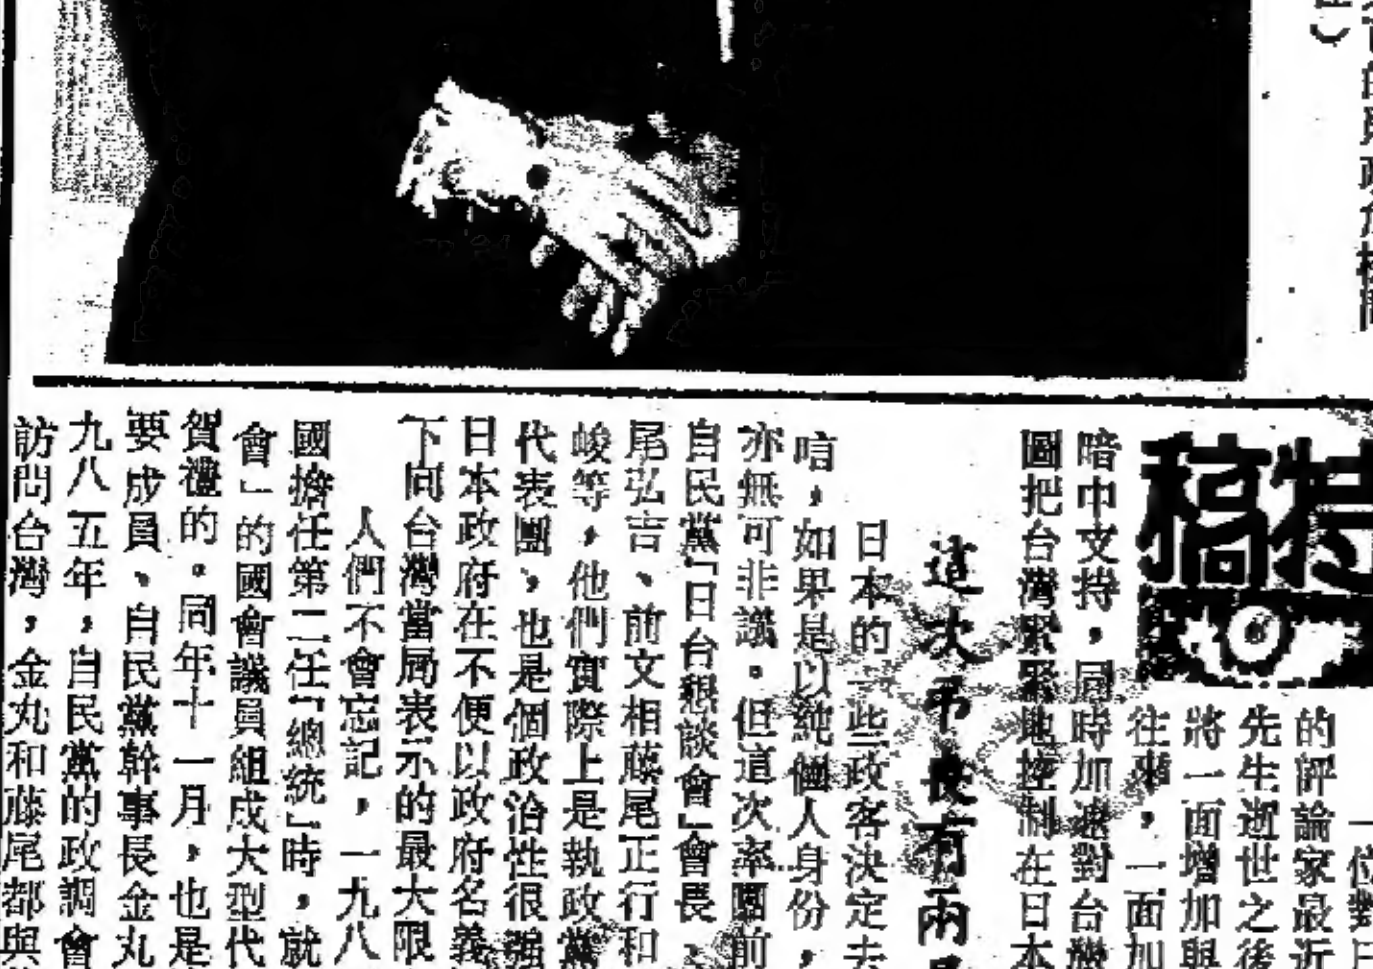 特稿
一位對日
的評論家最近
先生逝世之後
將一面增加與
往來，一面加
暗中支持，同時加速對台灣
圖把台灣緊緊地控制在日本
這次弔喪有兩
日本的一些政客決定去
唁，如果是以純個人身份，
亦無可非議。但這次率團前
自民黨「日台懇談會」會長、
尾弘吉、前文相藤尾正行和
峻等，他們實際上是執政黨
代表團，也是個政治性很强
日本政府在不便以政府名義
下向台灣當局表示的最大限
人們不會忘記，一九八
國擔任第二任「總統」時，就
會」的國會議員組成大型代
賀禮的。同年十一月，也是
要成員、自民黨幹事長金丸
九八五年，自民黨的政調會
訪問台灣，金丸和藤尾都與